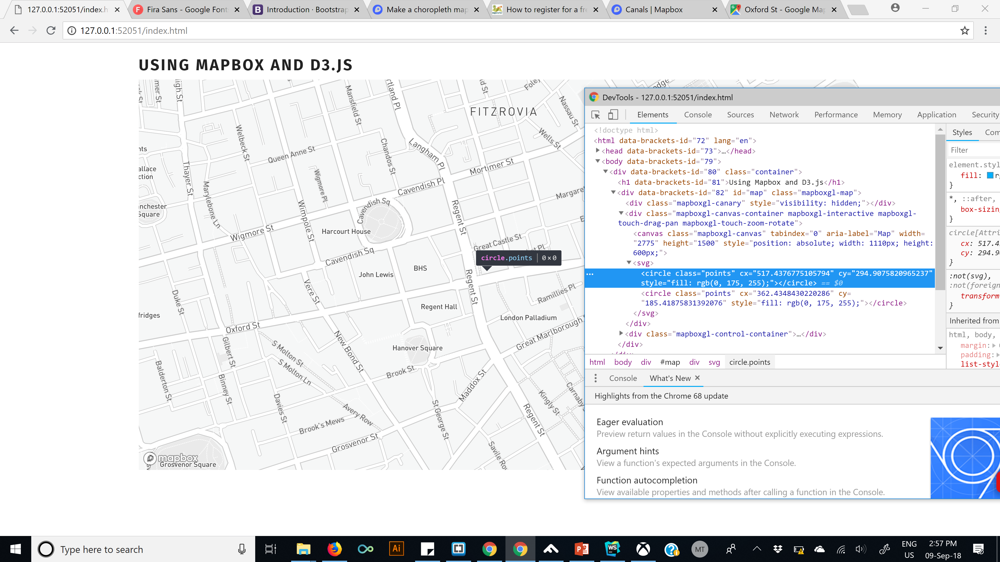 127.0.0.1:52051/index.h
Fira Sans - Google Font
Introduction · Bootstrap
Make a choropleth map
How to register for a fre
Canals | Mapbox
Oxford St - Google Map
127.0.0.1:52051/index.html
USING MAPBOX AND D3.JS
FITZROVIA
Mansfield St
Nassau St
Wells St
Welbeck St
Queen Anne St
Chandos St
Langham Pl
Mortimer St
Thayer St
Marylebone Ln
Wigmore Pl
Cavendish Pl
Cavendish Sq
Wimpole St
Regent St
Wigmore St
Harcourt House
Great Castle St
Cavendish Sq
BHS
John Lewis
Vere St
Regent St
Duke St
Regent Hall
Ramillies Pl
London Palladium
Oxford St
Great Marlborough S
New Bond St
Gilbert St
S Molton St
S Molton Ln
Hanover Square
Balderton St
Binney St
Brook St
Maddox St
Kingly St
Davies St
Avery Row
St George St
Regent St
Brook's Mews
Grosvenor St
mapbox
Grosvenor Square
circle.points 0×0
DevTools - 127.0.0.1:52051/index.html
Elements Console Sources Network Performance Memory Application Security
<!doctype html>
<html data-brackets-id="72" lang="en">
<head data-brackets-id="73">…</head>
<body data-brackets-id="79">
<div data-brackets-id="80" class="container">
<h1 data-brackets-id="81">Using Mapbox and D3.js</h1>
<div data-brackets-id="82" id="map" class="mapboxgl-map">
<div class="mapboxgl-canary" style="visibility: hidden;"></div>
<div class="mapboxgl-canvas-container mapboxgl-interactive mapboxgl-
touch-drag-pan mapboxgl-touch-zoom-rotate">
<canvas class="mapboxgl-canvas" tabindex="0" aria-label="Map" width=
"2775" height="1500" style="position: absolute; width: 1110px; height:
600px;">
<svg>
… <circle class="points" cx="517.4376775105794" cy="294.9075820965237"
style="fill: rgb(0, 175, 255);"></circle> == $0
<circle class="points" cx="362.4348430220286" cy=
"185.41875831392076" style="fill: rgb(0, 175, 255);"></circle>
</svg>
</div>
<div class="mapboxgl-control-container">…</div>
</div>
html body div #map div svg circle.points
Styles Com
Filter
element.styl
fill: r
}
*, ::after,
box-sizin
}
circle[Attri
cx: 517.4
cy: 294.9
}
:not(svg),
:not(foreign
transform
}
Inherited from
html, body,
margin:
padding:
list-styl
Console What's New
Highlights from the Chrome 68 update
Eager evaluation
Preview return values in the Console without explicitly executing expressions.
Argument hints
View a function's expected arguments in the Console.
Function autocompletion
View available properties and methods after calling a function in the Console.
Type here to search
Ai
WS
MT
ENG
US
2:57 PM
09-Sep-18